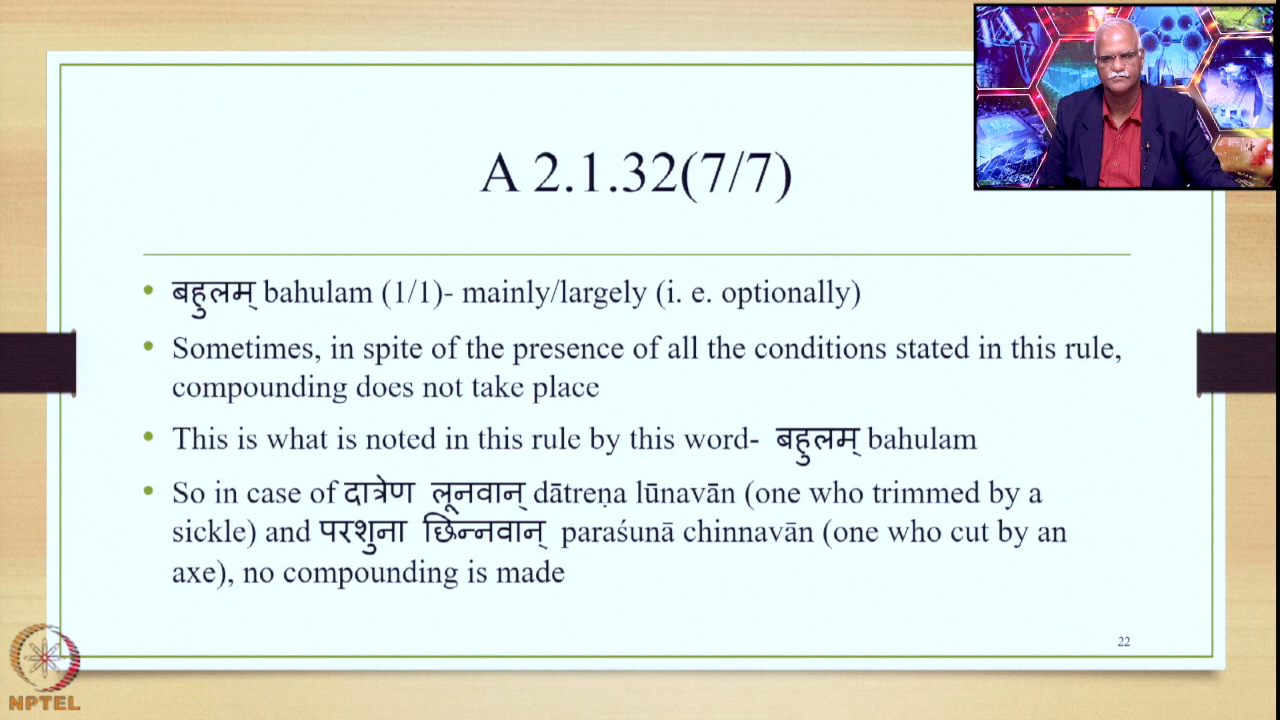 A 2.1.32(7/7)
• बहुलम् bahulam (1/1)- mainly/largely (i. e. optionally)
• Sometimes, in spite of the presence of all the conditions stated in this rule,
compounding does not take place
• This is what is noted in this rule by this word- बहुलम् bahulam
• So in case of दात्रेण लूनवान् dātreṇa lūnavān (one who trimmed by a
sickle) and परशुना छिन्नवान् paraśunā chinnavān (one who cut by an
axe), no compounding is made
22
NPTEL